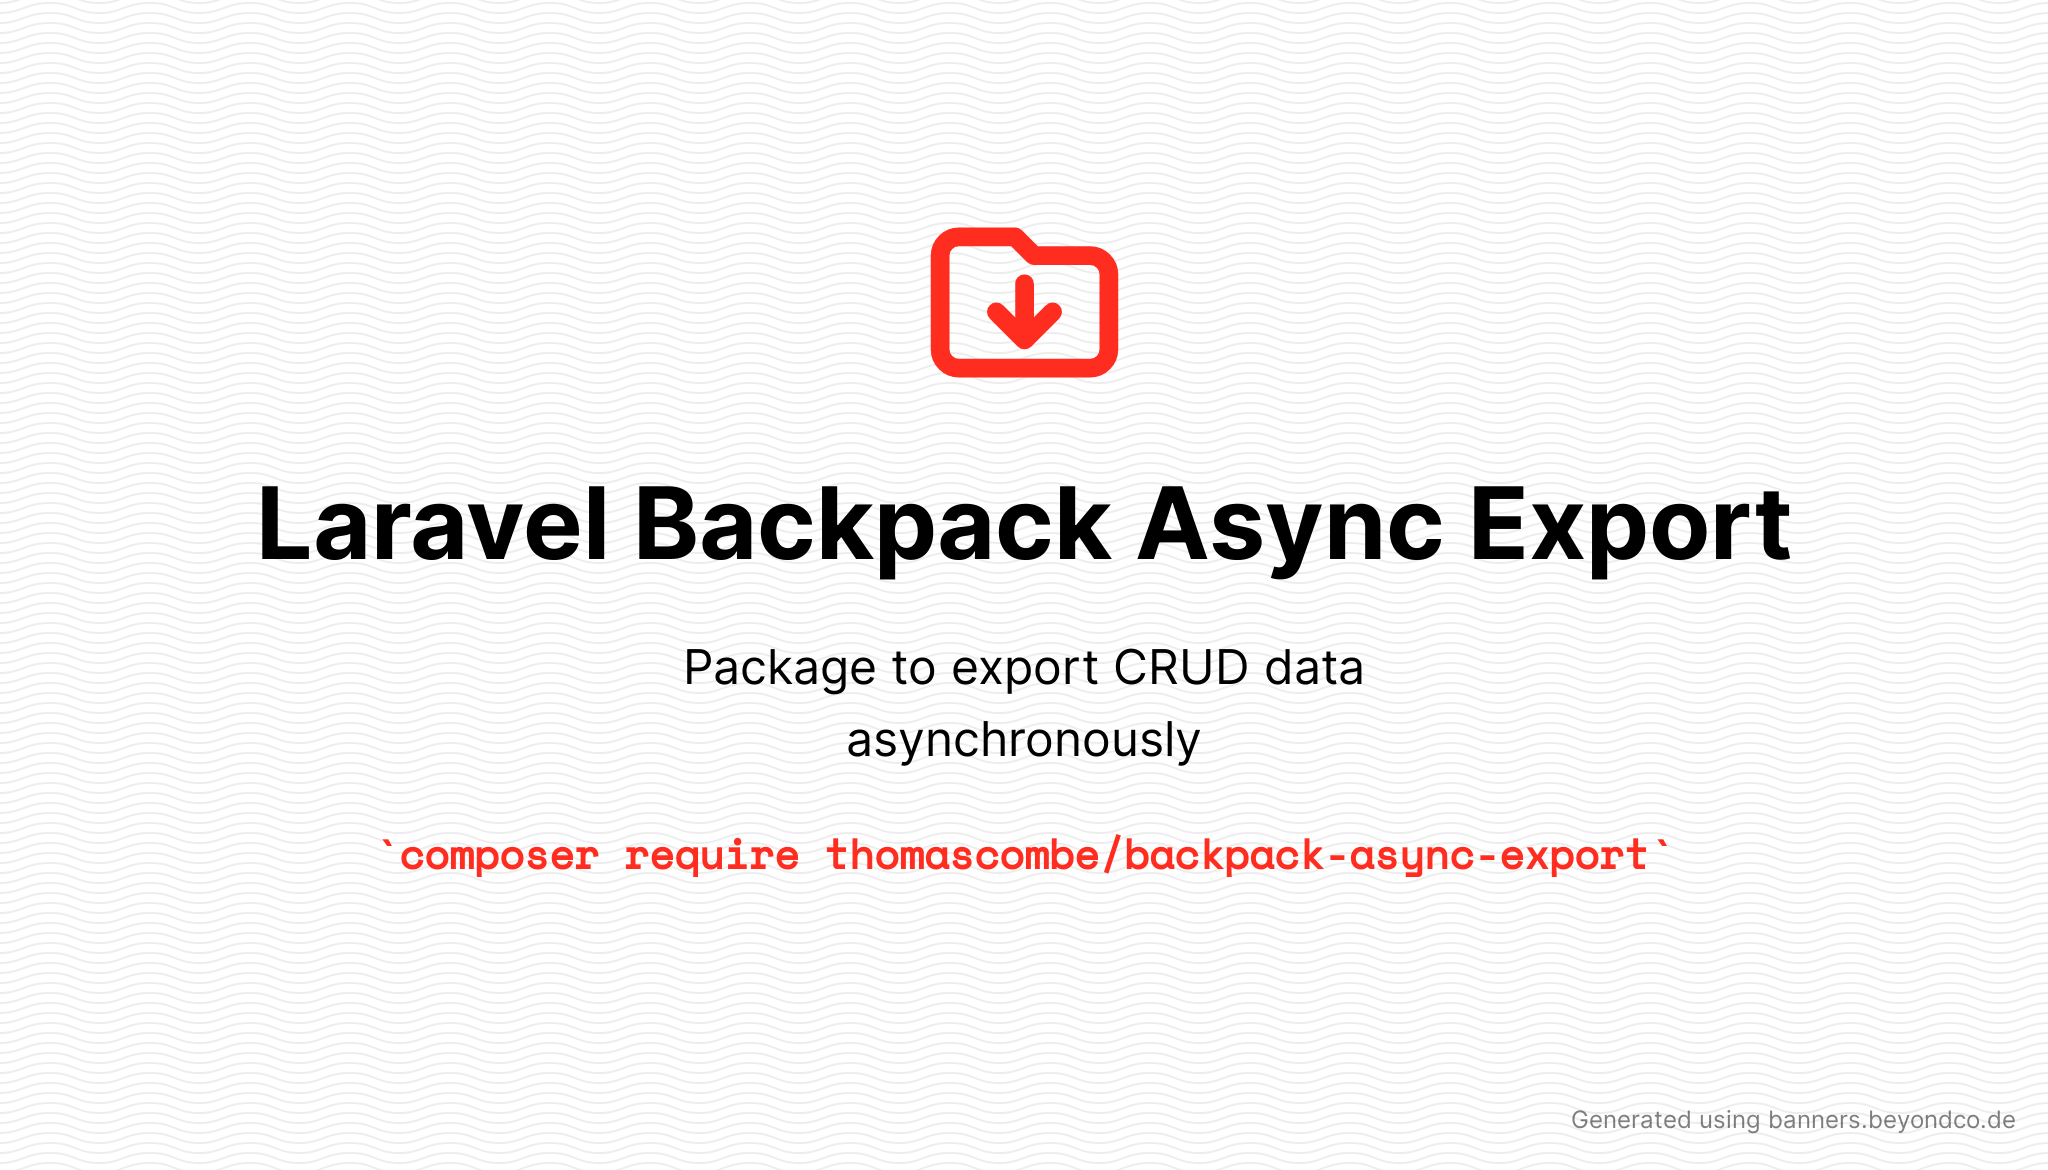 Laravel Backpack Async Export
Package to export CRUD data
asynchronously
`composer require thomascombe/backpack-async-export`
Generated using banners.beyondco.de